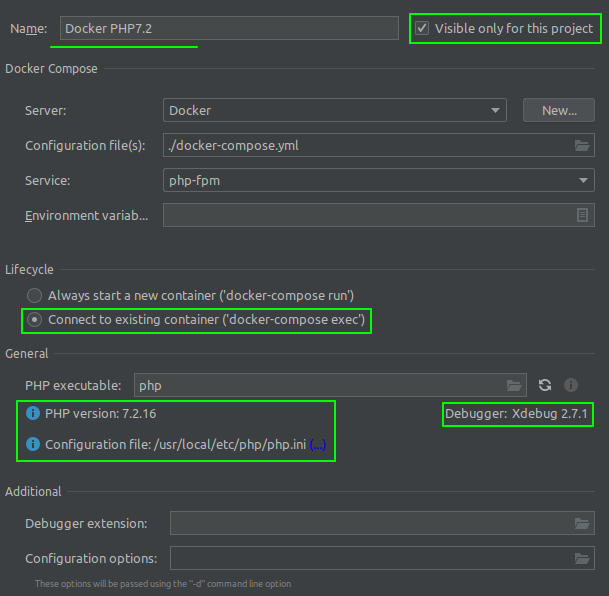 Name: Docker PHP7.2 Visible only for this project
Docker Compose
Server: Docker New...
Configuration file(s): ./docker-compose.yml
Service: php-fpm
Environment variab...
Lifecycle
Always start a new container ('docker-compose run')
Connect to existing container ('docker-compose exec')
General
PHP executable: php
PHP version: 7.2.16 Debugger: Xdebug 2.7.1
Configuration file: /usr/local/etc/php/php.ini (...)
Additional
Debugger extension:
Configuration options:
These options will be passed using the "-d" command line option